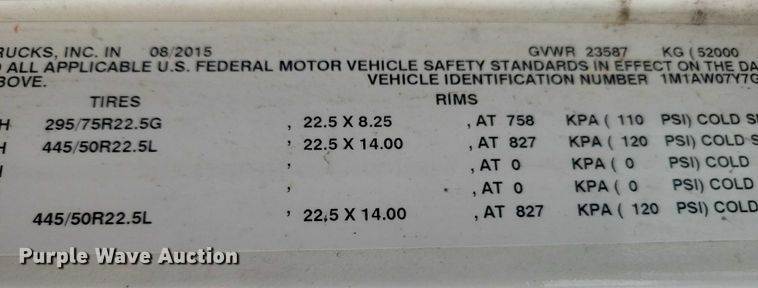 RUCKS, INC. IN 08/2015 GVWR 23587 KG ( 52000
ALL APPLICABLE U.S. FEDERAL MOTOR VEHICLE SAFETY STANDARDS IN EFFECT ON THE DA
BOVE. VEHICLE IDENTIFICATION NUMBER 1M1AW07Y7G
TIRES RIMS
H 295/75R22.5G , 22.5 X 8.25 , AT 758 KPA ( 110 PSI) COLD S
H 445/50R22.5L , 22.5 X 14.00 , AT 827 KPA ( 120 PSI) COLD S
, , AT 0 KPA ( 0 PSI) COLD
, , AT 0 KPA ( 0 PSI) COLD
445/50R22.5L , 22.5 X 14.00 , AT 827 KPA ( 120 PSI) COLD
Purple Wave Auction